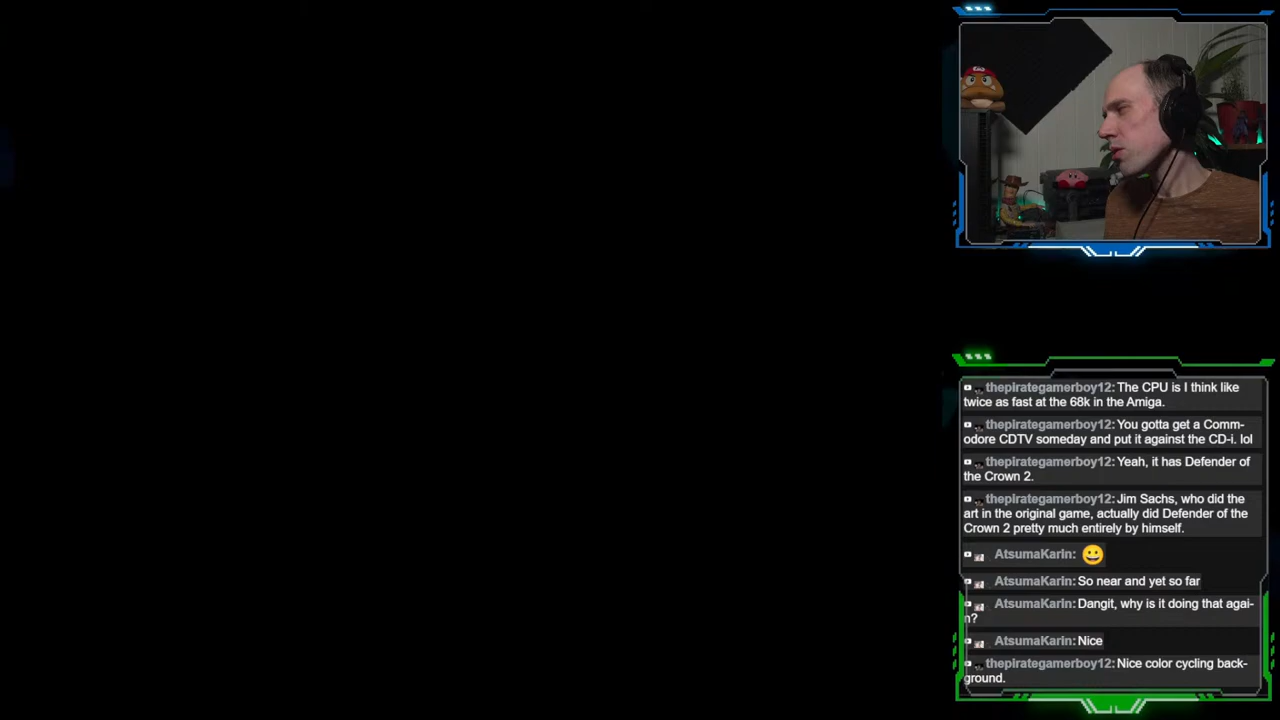 thepirategamerboy12: The CPU is I think like
twice as fast at the 68k in the Amiga.
thepirategamerboy12: You gotta get a Comm-
odore CDTV someday and put it against the CD-i. lol
thepirategamerboy12: Yeah, it has Defender of
the Crown 2.
thepirategamerboy12: Jim Sachs, who did the
art in the original game, actually did Defender of the
Crown 2 pretty much entirely by himself.
AtsumaKarin: 😀
AtsumaKarin: So near and yet so far
AtsumaKarin: Dangit, why is it doing that agai-
n?
AtsumaKarin: Nice
thepirategamerboy12: Nice color cycling back-
ground.